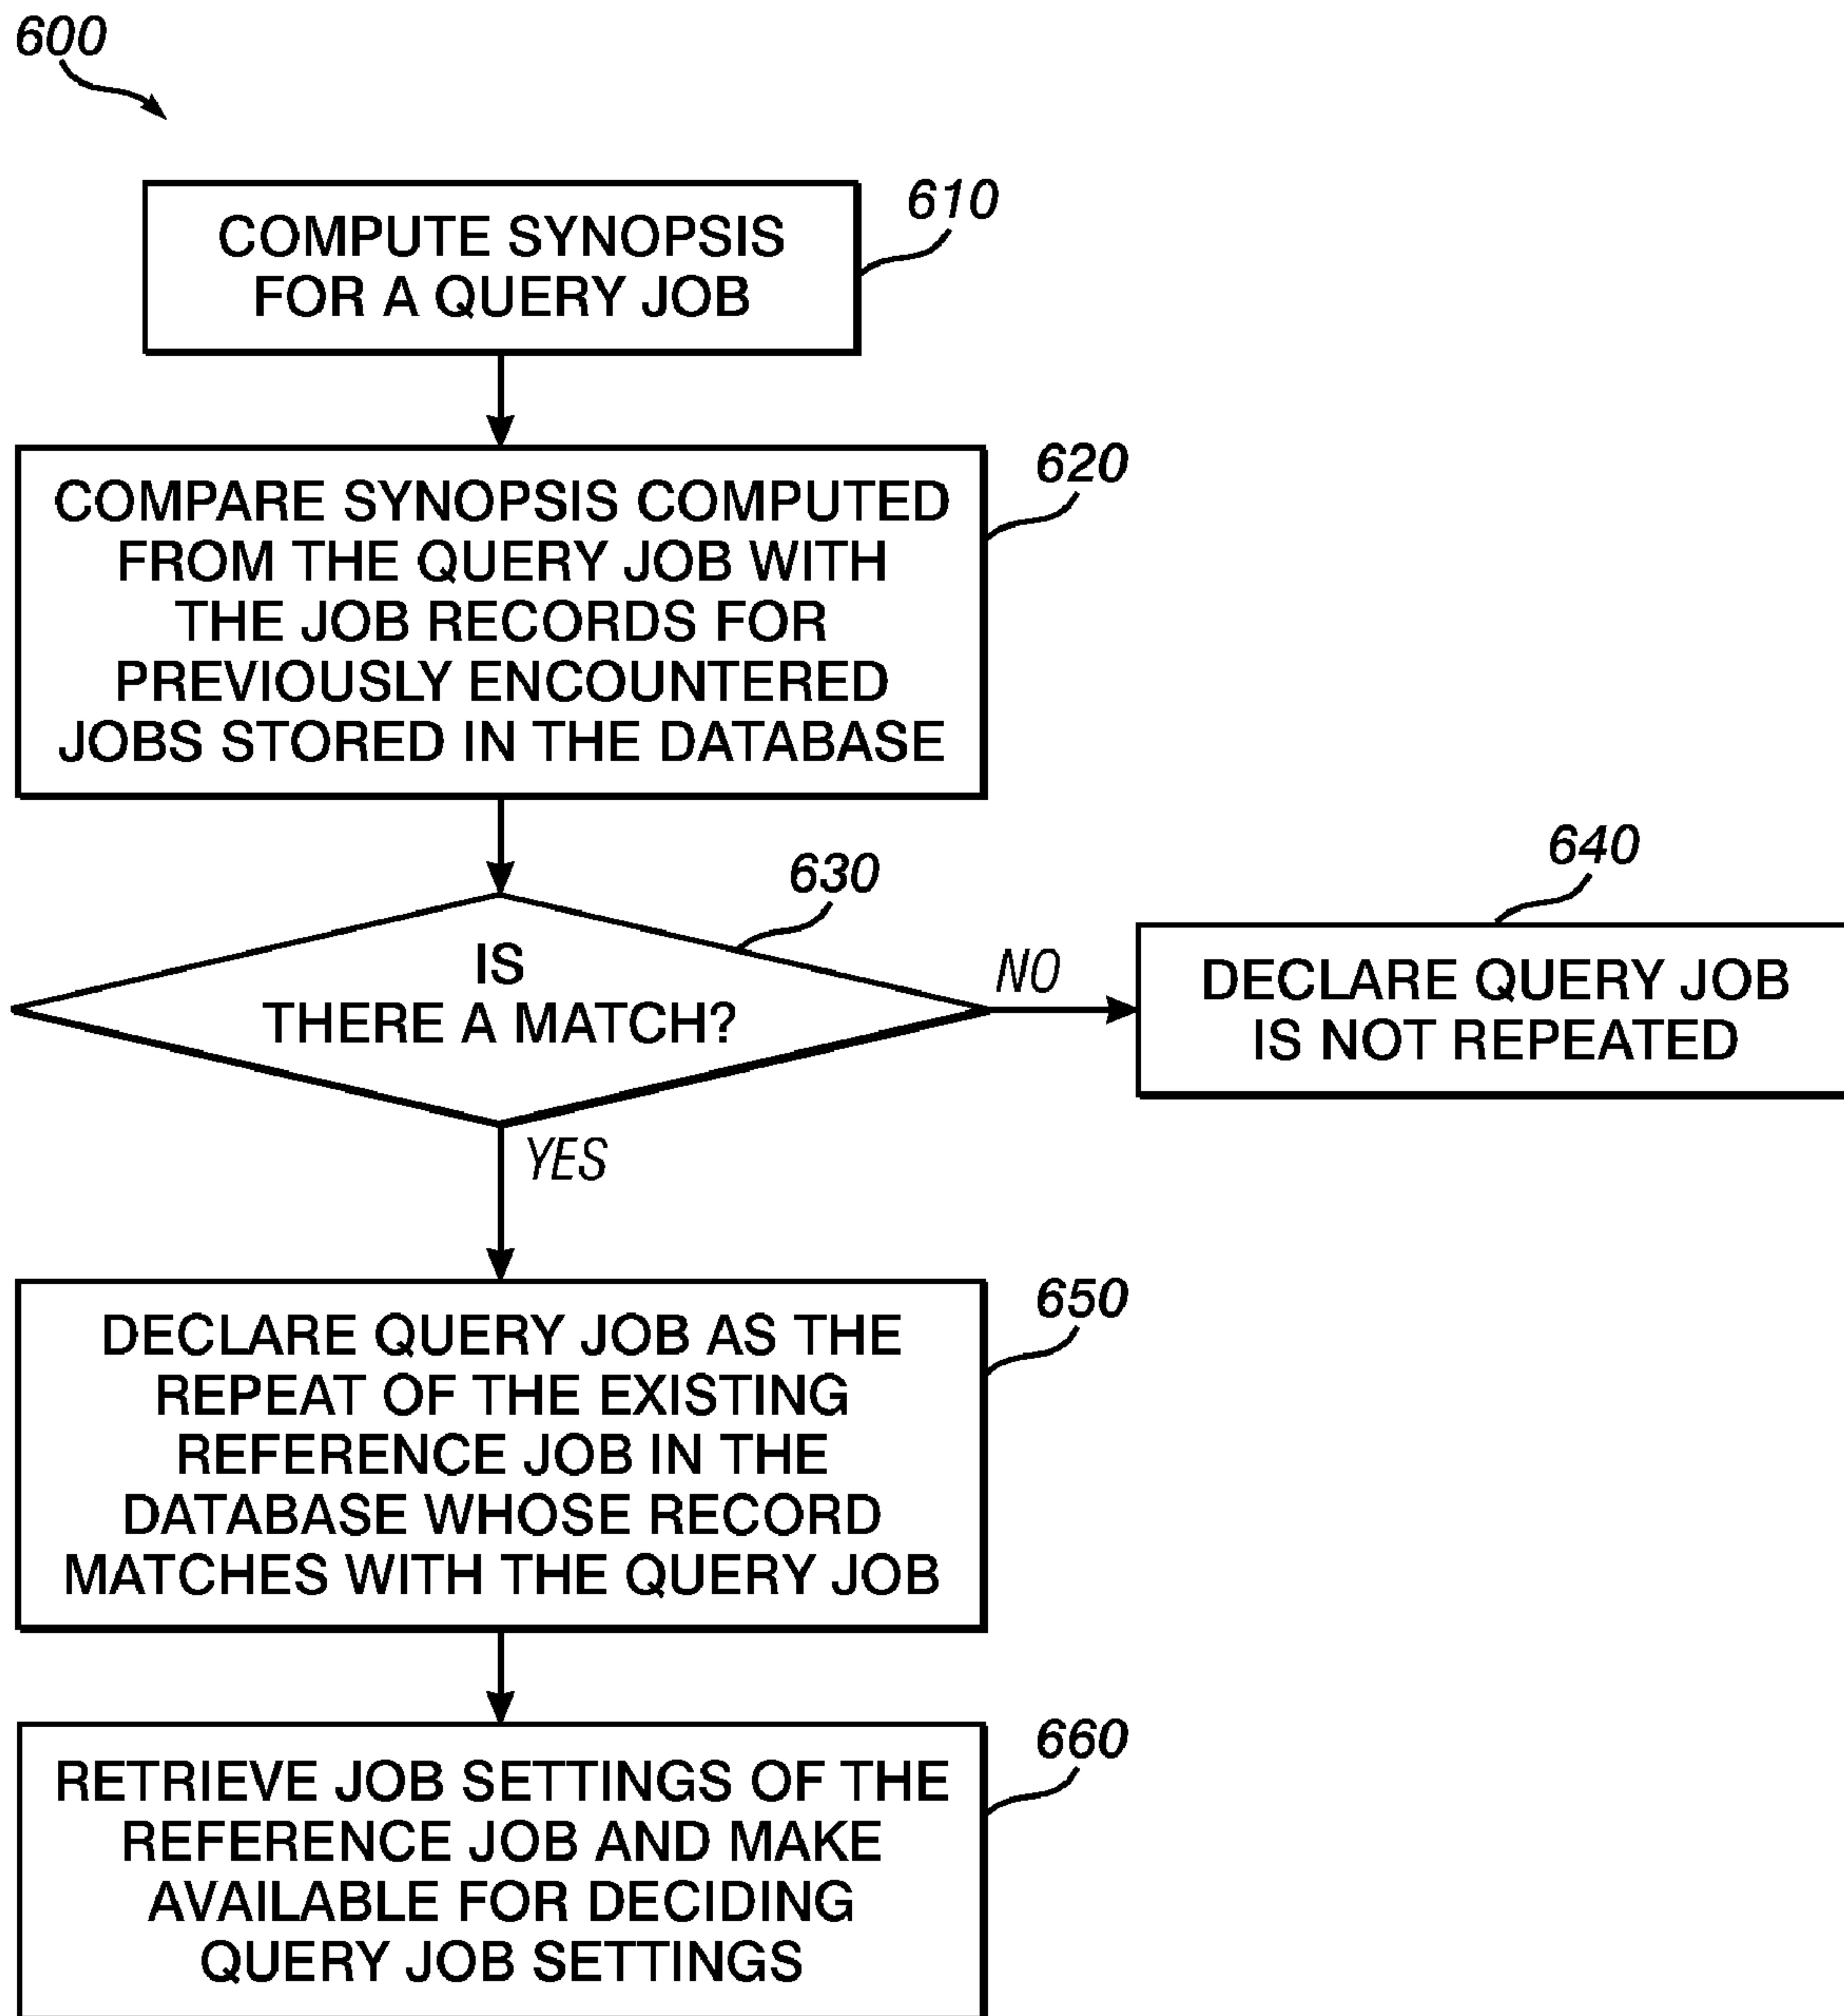 600
610
COMPUTE SYNOPSIS
FOR A QUERY JOB
620
COMPARE SYNOPSIS COMPUTED
FROM THE QUERY JOB WITH
THE JOB RECORDS FOR
PREVIOUSLY ENCOUNTERED
JOBS STORED IN THE DATABASE
630
IS
THERE A MATCH?
NO
640
DECLARE QUERY JOB
IS NOT REPEATED
YES
650
DECLARE QUERY JOB AS THE
REPEAT OF THE EXISTING
REFERENCE JOB IN THE
DATABASE WHOSE RECORD
MATCHES WITH THE QUERY JOB
660
RETRIEVE JOB SETTINGS OF THE
REFERENCE JOB AND MAKE
AVAILABLE FOR DECIDING
QUERY JOB SETTINGS